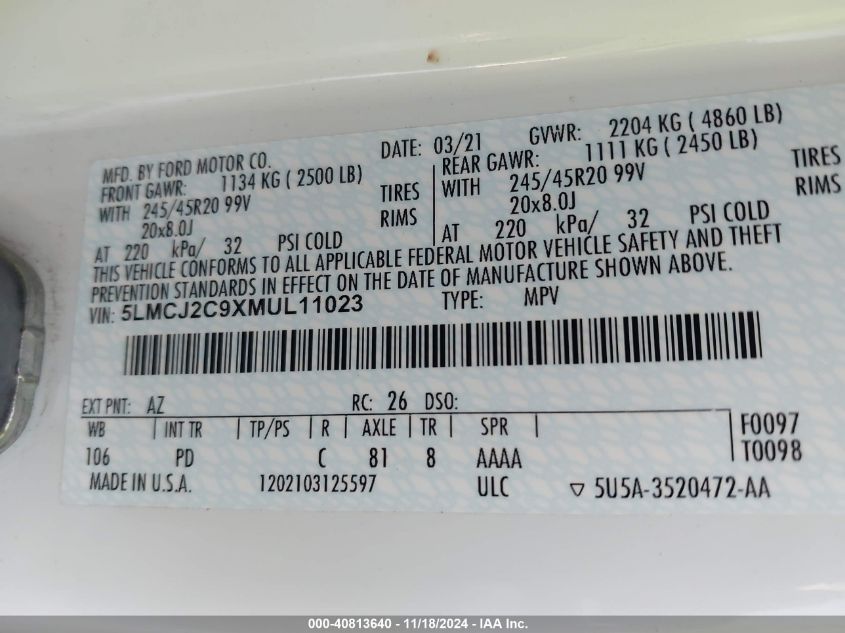 MFD. BY FORD MOTOR CO. DATE: 03/21 GVWR: 2204 KG ( 4860 LB)
FRONT GAWR: 1134 KG ( 2500 LB) REAR GAWR: 1111 KG ( 2450 LB)
WITH 245/45R20 99V TIRES WITH 245/45R20 99V TIRES
20x8.0J RIMS 20x8.0J RIMS
AT 220 kPa/ 32 PSI COLD AT 220 kPa/ 32 PSI COLD
THIS VEHICLE CONFORMS TO ALL APPLICABLE FEDERAL MOTOR VEHICLE SAFETY AND THEFT
PREVENTION STANDARDS IN EFFECT ON THE DATE OF MANUFACTURE SHOWN ABOVE.
VIN: 5LMCJ2C9XMUL11023 TYPE: MPV
EXT PNT: AZ RC: 26 DSO:
WB INT TR TP/PS R AXLE TR SPR F0097
106 PD C 81 8 AAAA T0098
MADE IN U.S.A. 1202103125597 ULC ▽ 5U5A-3520472-AA
000-40813640 - 11/18/2024 - IAA Inc.